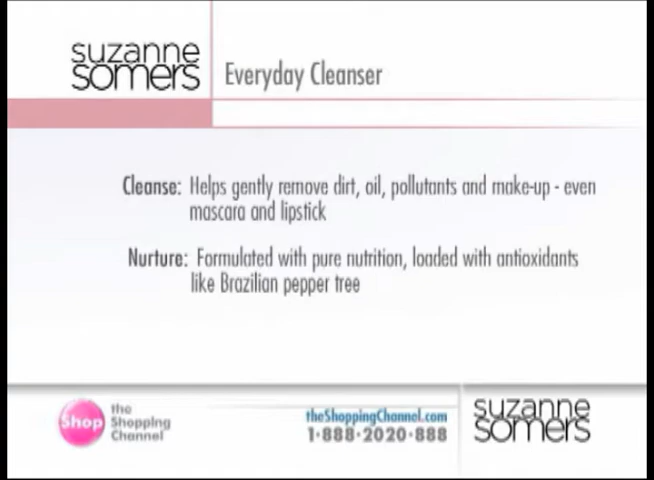 suzanne
somers
Everyday Cleanser
Cleanse: Helps gently remove dirt, oil, pollutants and make-up - even
mascara and lipstick
Nurture: Formulated with pure nutrition, loaded with antioxidants
like Brazilian pepper tree
Shop
the
Shopping
Channel
theShoppingChannel.com
1·888·2020·888
suzanne
somers